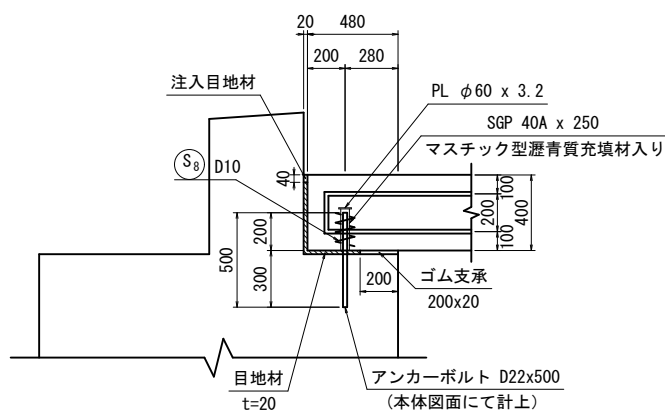 20 480
200 280
注入目地材
PL φ60 x 3.2
SGP 40A x 250
マスチック型瀝青質充填材入り
S8 D10
40
100
200
400
100
500
200
300
200
ゴム支承
200x20
目地材
t=20
アンカーボルト D22x500
(本体図面にて計上)